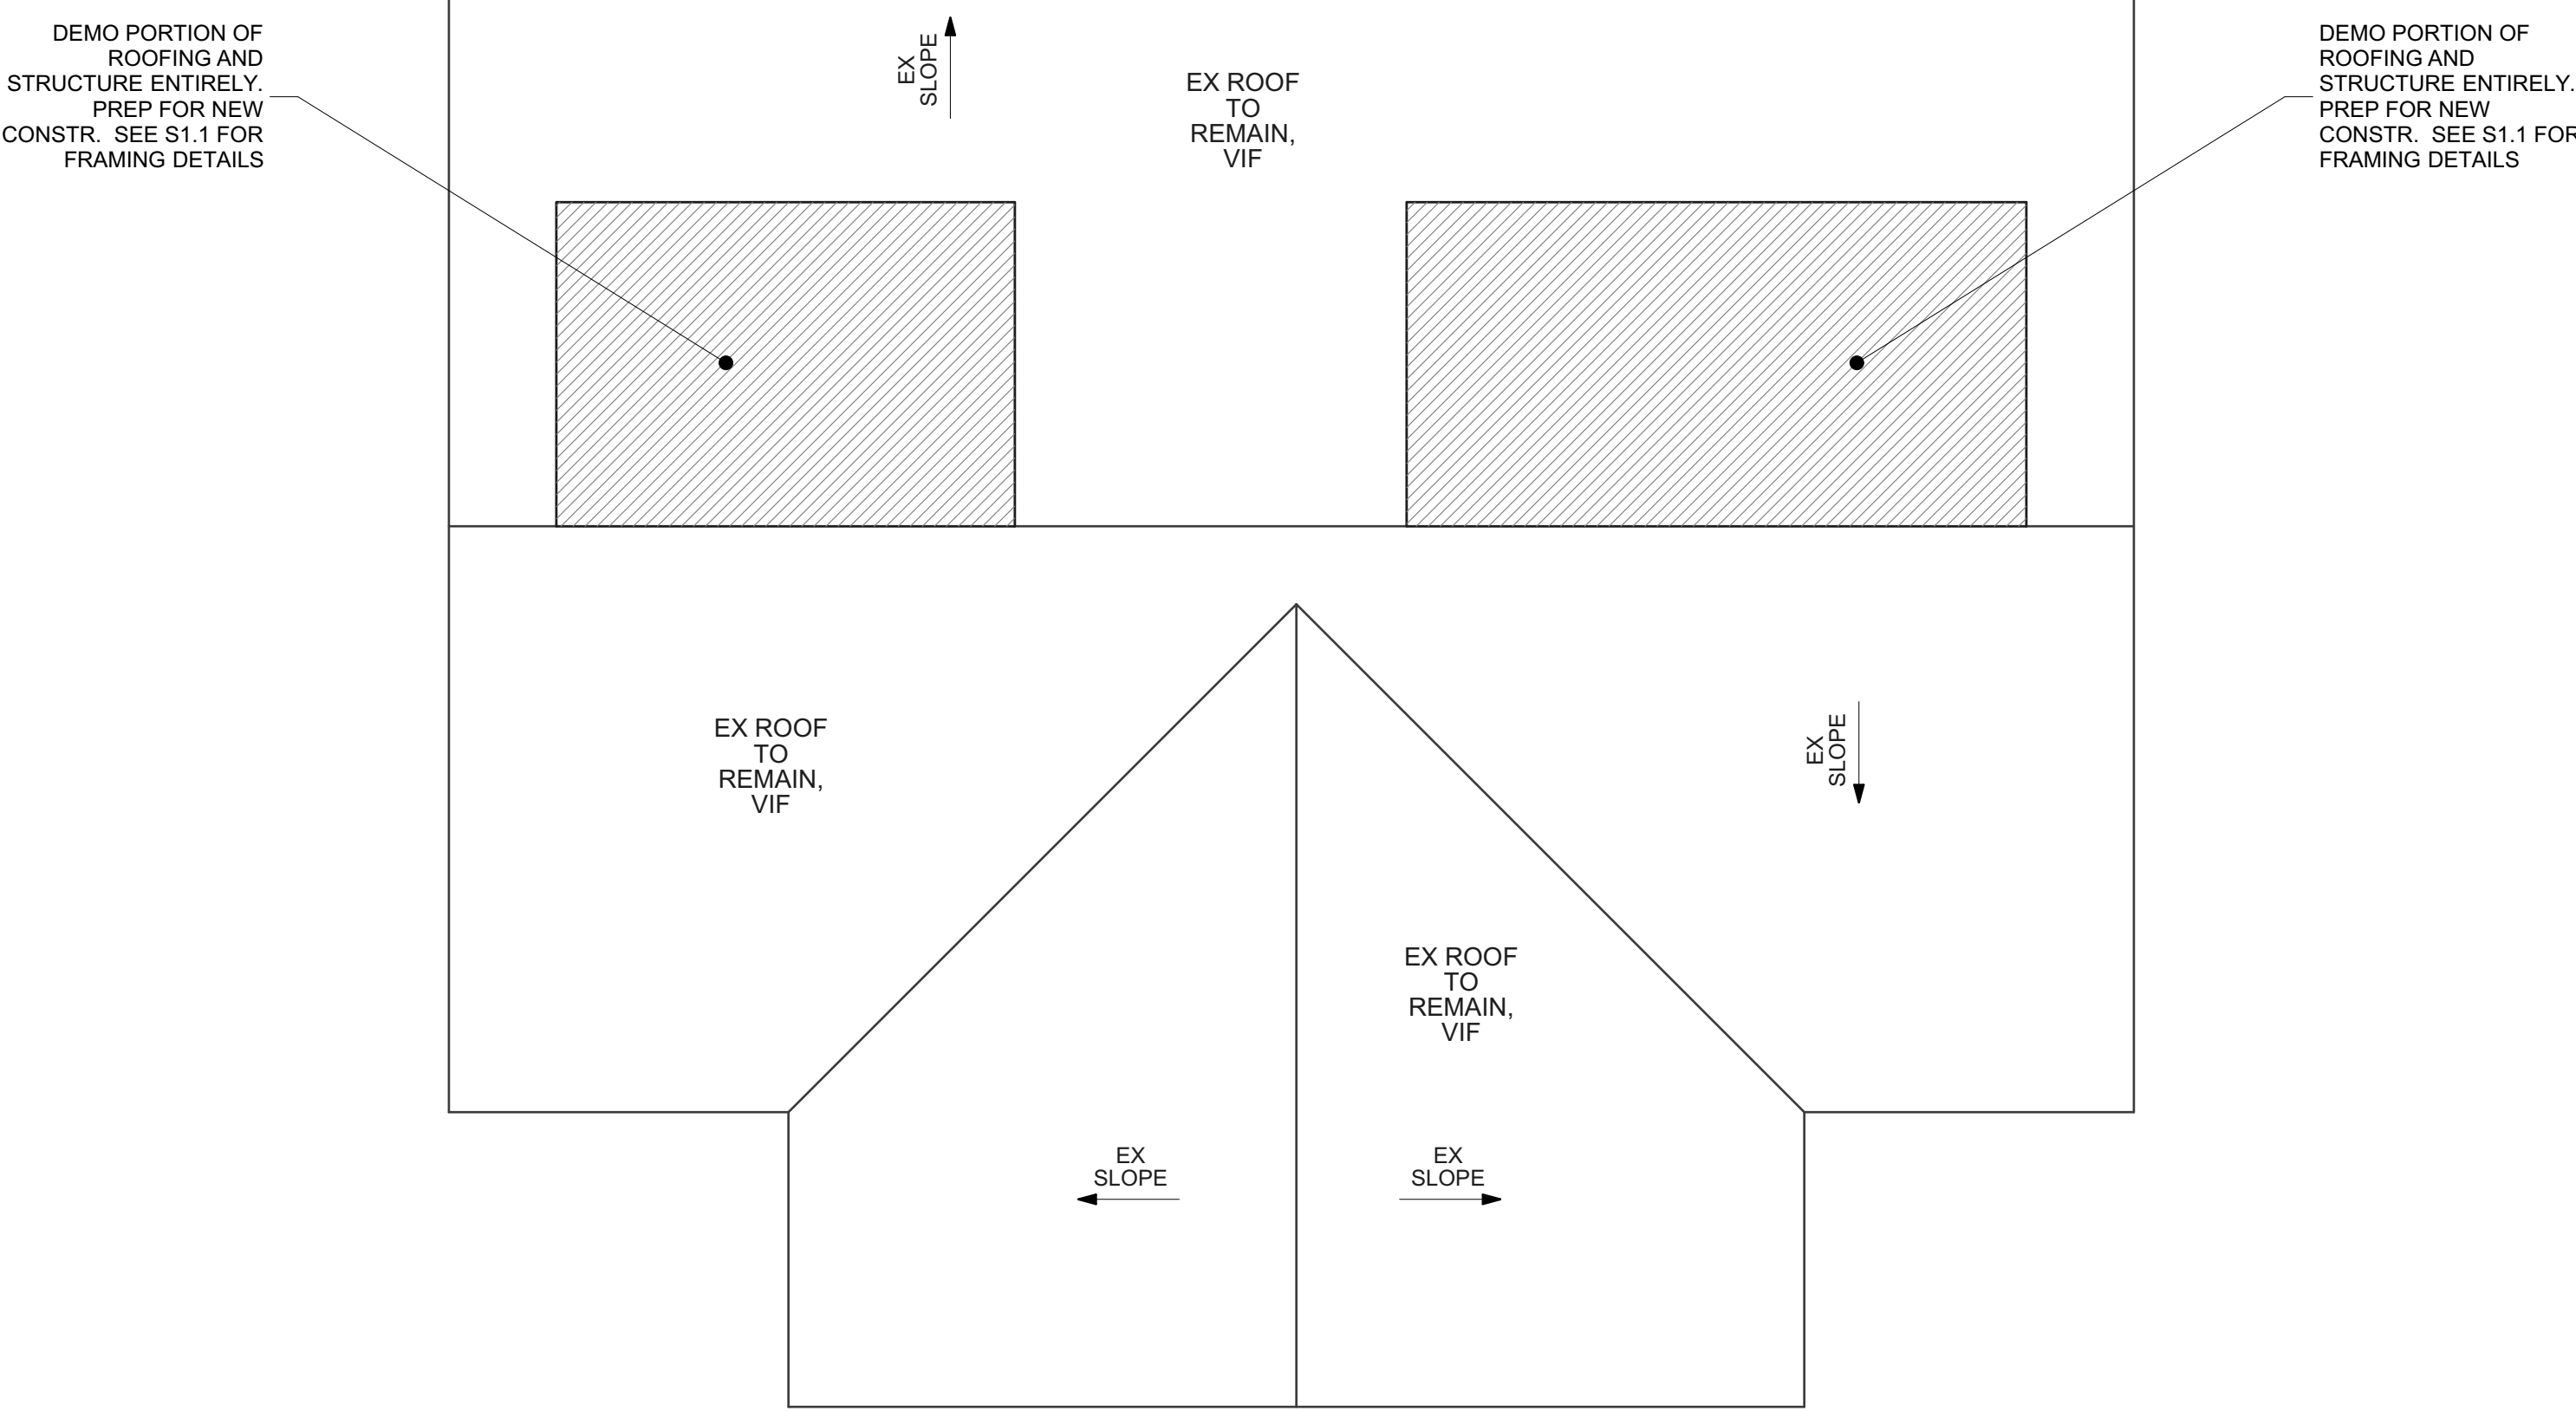 DEMO PORTION OF
ROOFING AND
STRUCTURE ENTIRELY.
PREP FOR NEW
CONSTR.  SEE S1.1 FOR
FRAMING DETAILS
EX
SLOPE
EX ROOF
TO
REMAIN,
VIF
DEMO PORTION OF
ROOFING AND
STRUCTURE ENTIRELY.
PREP FOR NEW
CONSTR.  SEE S1.1 FOR
FRAMING DETAILS
EX ROOF
TO
REMAIN,
VIF
EX
SLOPE
EX ROOF
TO
REMAIN,
VIF
EX
SLOPE
EX
SLOPE